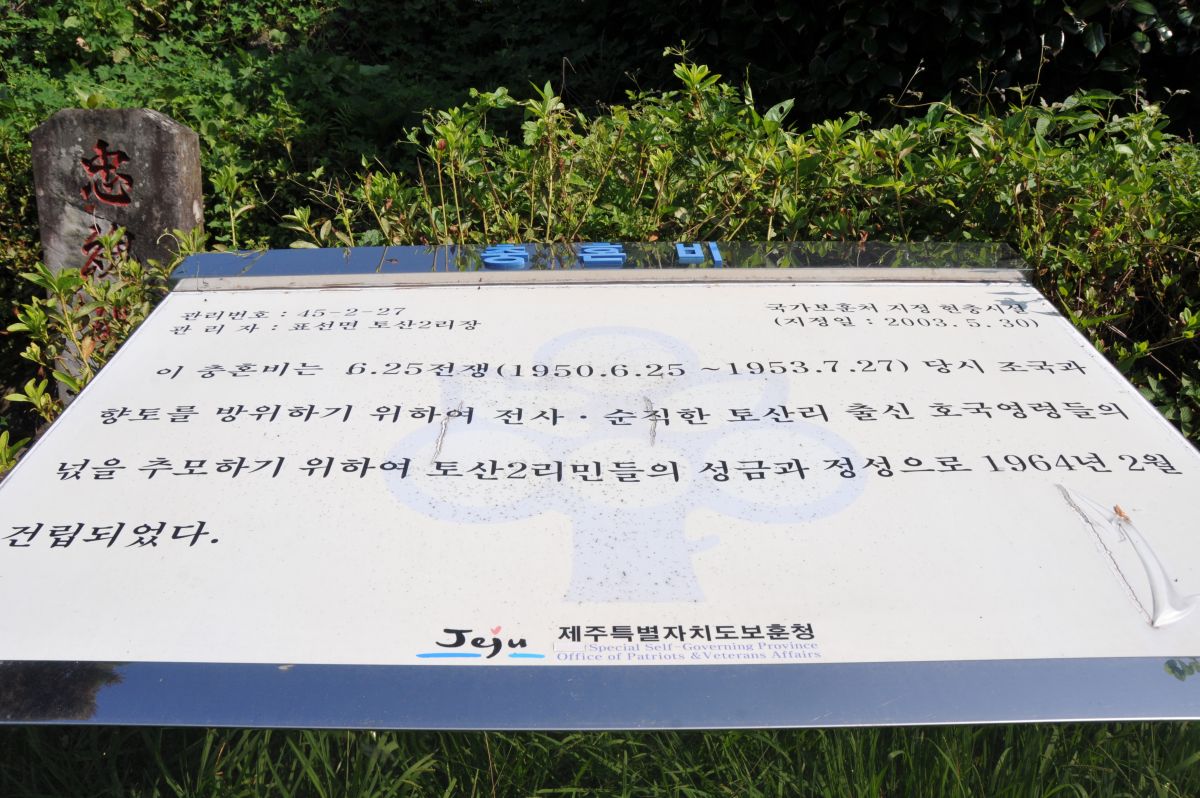 忠魂
충혼비
관리번호 : 45-2-27
관 리 자 : 표선면 토산2리장
국가보훈처 지정 현충시설
(지정일 : 2003. 5. 30)
이 충혼비는 6.25전쟁(1950.6.25 ~1953.7.27) 당시 조국과
향토를 방위하기 위하여 전사 · 순직한 토산리 출신 호국영령들의
넋을 추모하기 위하여 토산2리민들의 성금과 정성으로 1964년 2월
건립되었다.
Jeju 제주특별자치도보훈청
Special Self-Governing Province
Office of Patriots &Veterans Affairs